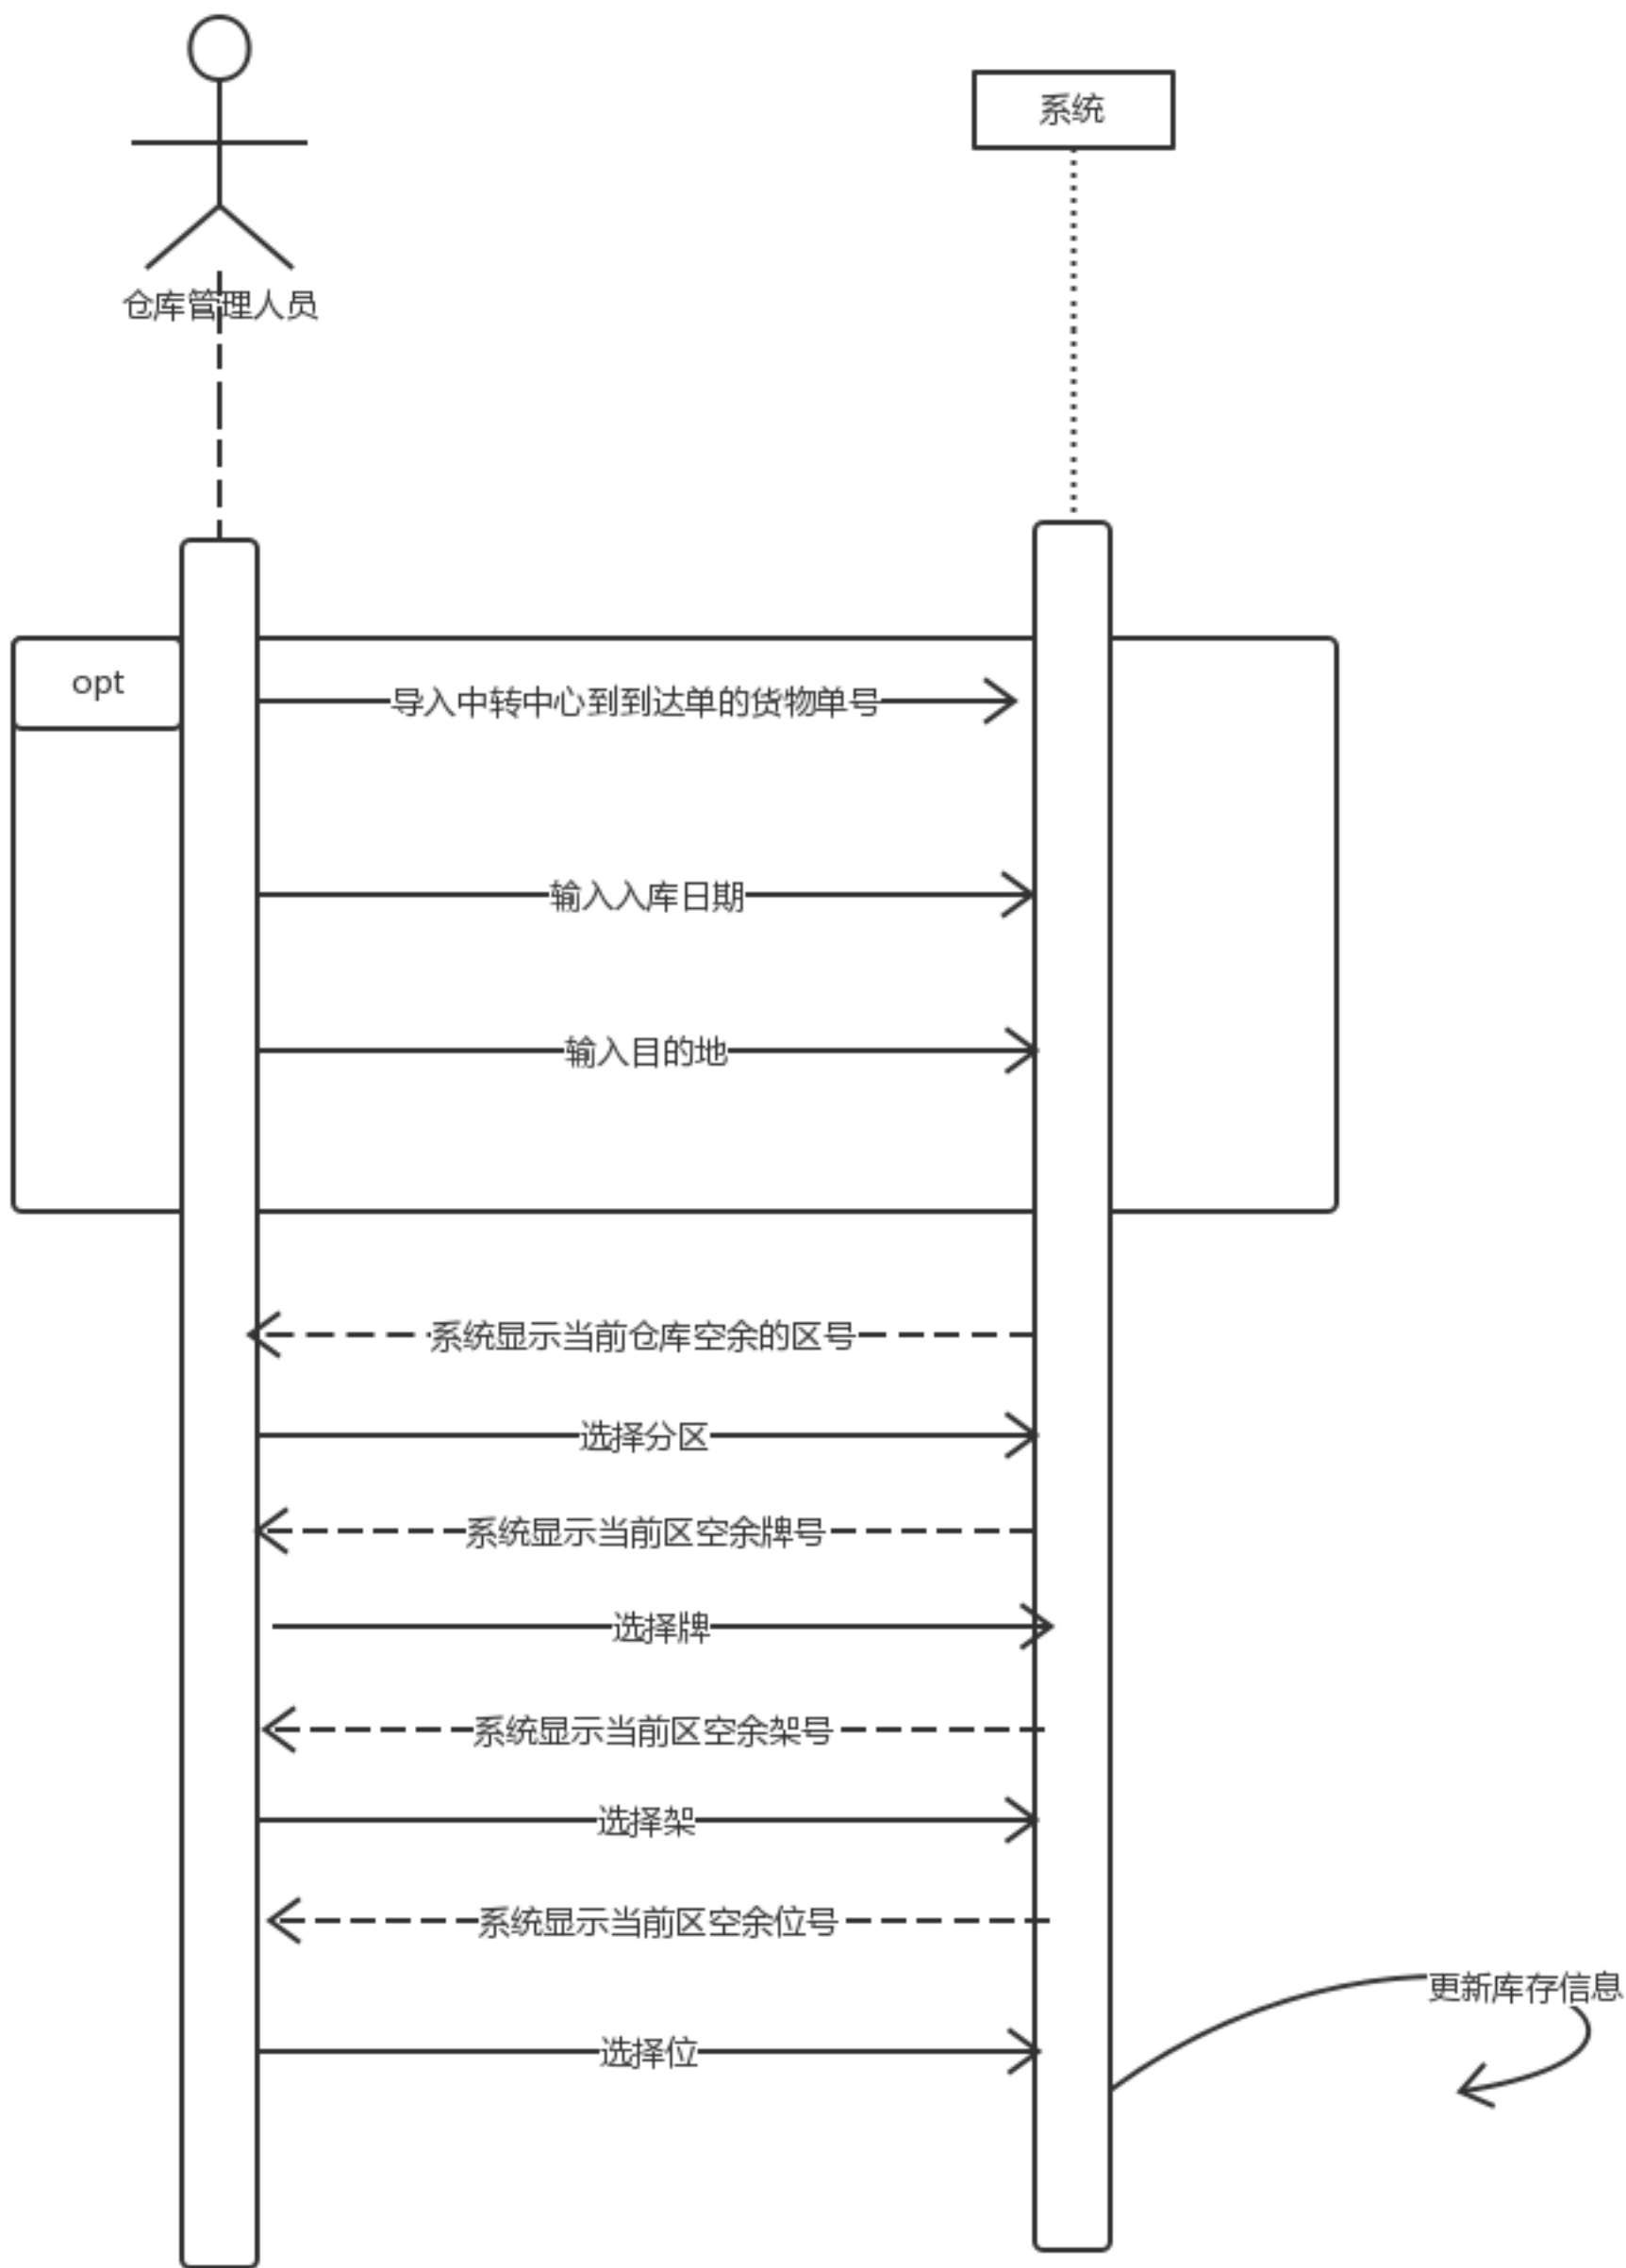 系统
仓库管理人员
opt
导入中转中心到到达单的货物单号
输入入库日期
输入目的地
系统显示当前仓库空余的区号
选择分区
系统显示当前区空余牌号
选择牌
系统显示当前区空余架号
选择架
系统显示当前区空余位号
更新库存信息
选择位